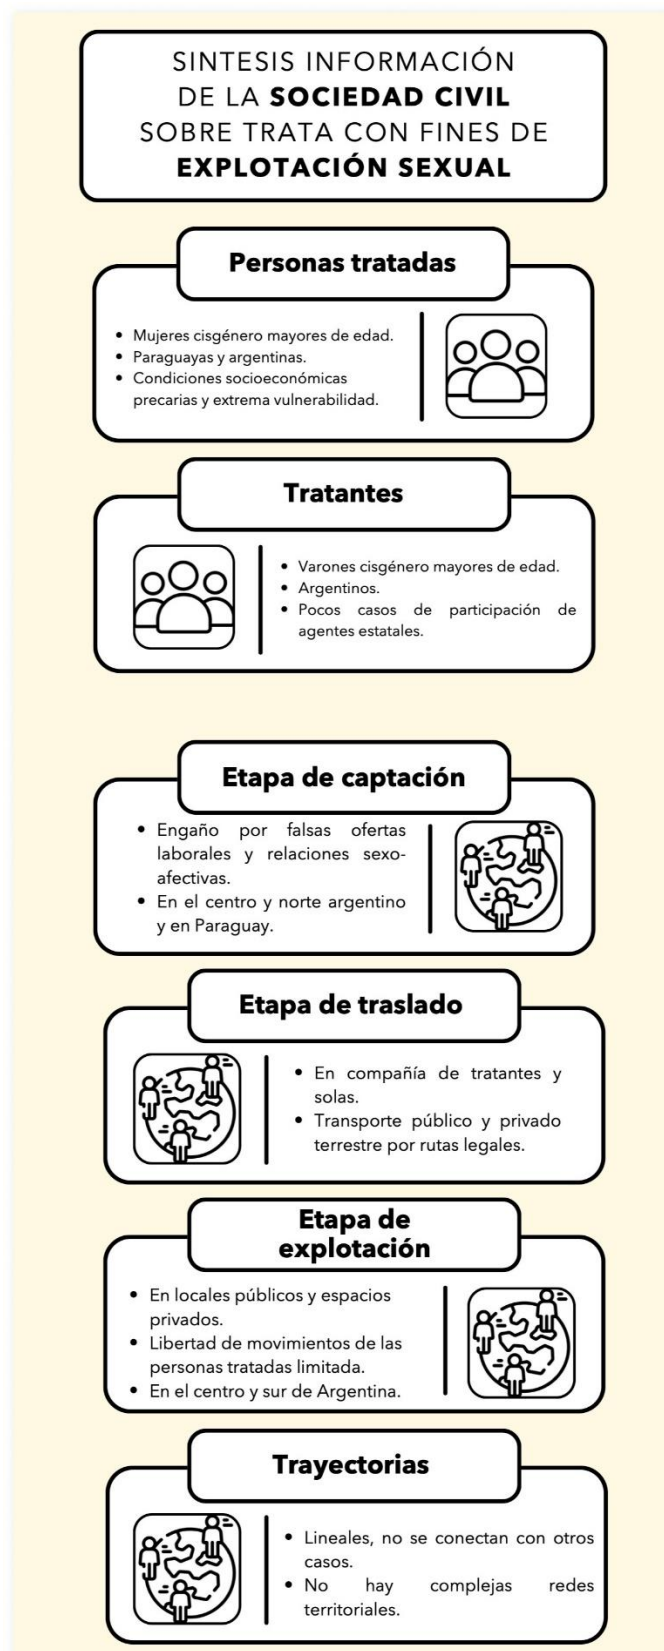 SINTESIS INFORMACIÓN
DE LA SOCIEDAD CIVIL
SOBRE TRATA CON FINES DE
EXPLOTACIÓN SEXUAL
Personas tratadas
• Mujeres cisgénero mayores de edad.
• Paraguayas y argentinas.
• Condiciones socioeconómicas
precarias y extrema vulnerabilidad.
Tratantes
• Varones cisgénero mayores de edad.
• Argentinos.
• Pocos casos de participación de
agentes estatales.
Etapa de captación
• Engaño por falsas ofertas
laborales y relaciones sexo-
afectivas.
• En el centro y norte argentino
y en Paraguay.
Etapa de traslado
• En compañía de tratantes y
solas.
• Transporte público y privado
terrestre por rutas legales.
Etapa de
explotación
• En locales públicos y espacios
privados.
• Libertad de movimientos de las
personas tratadas limitada.
• En el centro y sur de Argentina.
Trayectorias
• Lineales, no se conectan con otros
casos.
• No hay complejas redes
territoriales.